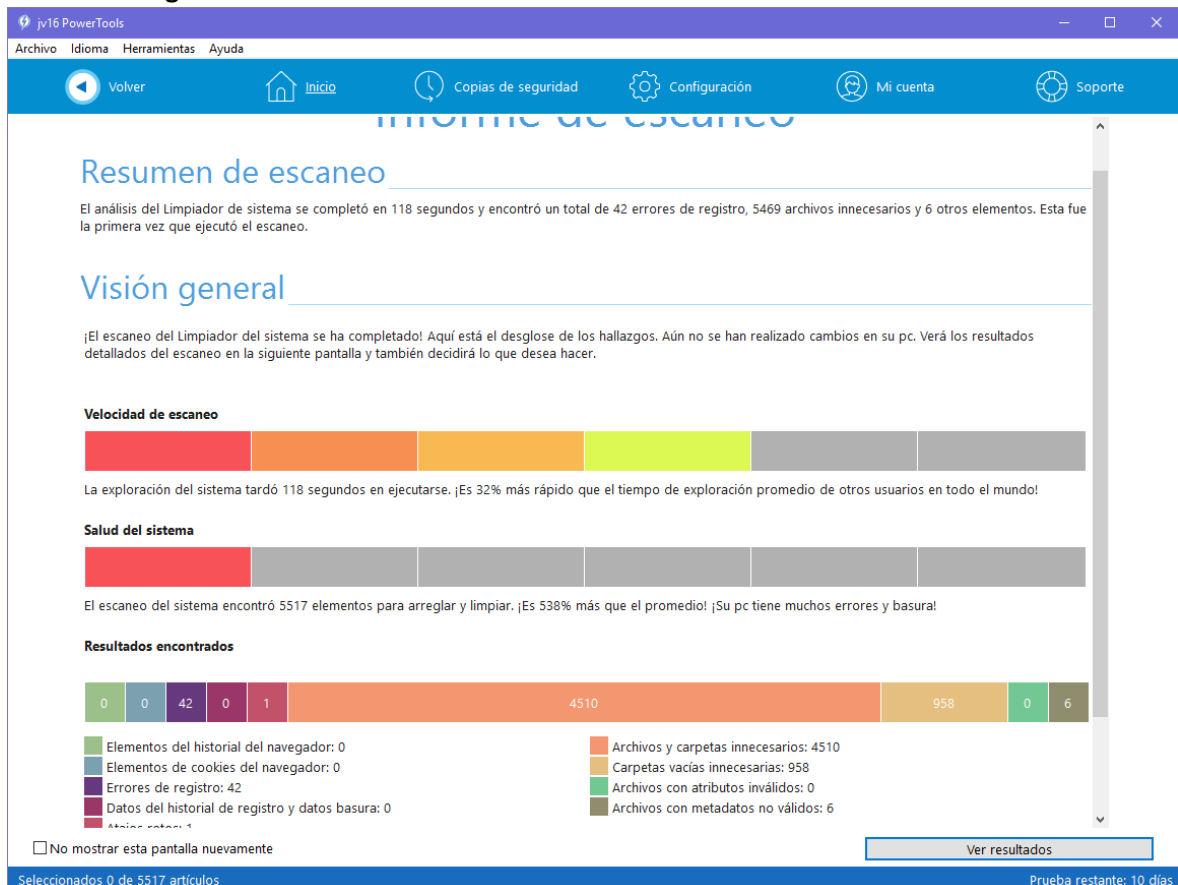 jv16 PowerTools
Archivo Idioma Herramientas Ayuda
Volver Inicio Copias de seguridad Configuración Mi cuenta Soporte
Informe de escaneo
Resumen de escaneo
El análisis del Limpiador de sistema se completó en 118 segundos y encontró un total de 42 errores de registro, 5469 archivos innecesarios y 6 otros elementos. Esta fue
la primera vez que ejecutó el escaneo.
Visión general
¡El escaneo del Limpiador del sistema se ha completado! Aquí está el desglose de los hallazgos. Aún no se han realizado cambios en su pc. Verá los resultados
detallados del escaneo en la siguiente pantalla y también decidirá lo que desea hacer.
Velocidad de escaneo
La exploración del sistema tardó 118 segundos en ejecutarse. ¡Es 32% más rápido que el tiempo de exploración promedio de otros usuarios en todo el mundo!
Salud del sistema
El escaneo del sistema encontró 5517 elementos para arreglar y limpiar. ¡Es 538% más que el promedio! ¡Su pc tiene muchos errores y basura!
Resultados encontrados
0 0 42 0 1 4510 958 0 6
Elementos del historial del navegador: 0
Elementos de cookies del navegador: 0
Errores de registro: 42
Datos del historial de registro y datos basura: 0
Atajos rotos: 1
Archivos y carpetas innecesarios: 4510
Carpetas vacías innecesarias: 958
Archivos con atributos inválidos: 0
Archivos con metadatos no válidos: 6
No mostrar esta pantalla nuevamente
Ver resultados
Seleccionados 0 de 5517 artículos
Prueba restante: 10 días